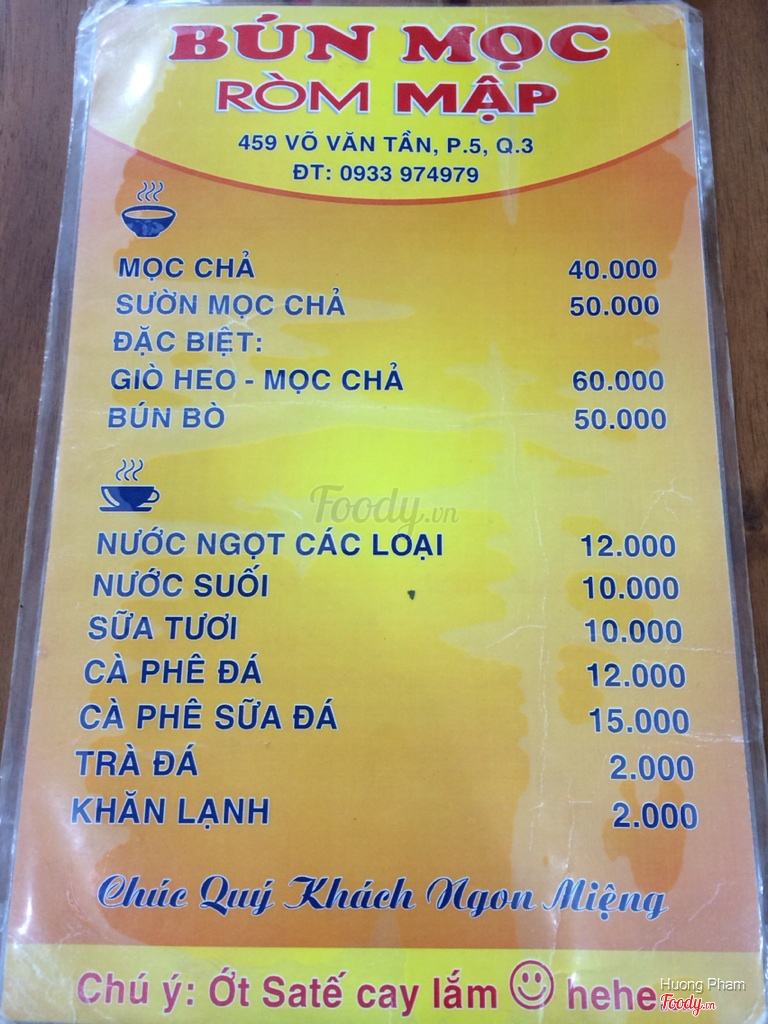 BÚN MỌC
RÒM MẬP
459 VÕ VĂN TẦN, P.5, Q.3
ĐT: 0933 974979
MỌC CHẢ 40.000
SƯỜN MỌC CHẢ 50.000
ĐẶC BIỆT:
GIÒ HEO - MỌC CHẢ 60.000
BÚN BÒ 50.000
Foody.vn
NƯỚC NGỌT CÁC LOẠI 12.000
NƯỚC SUỐI 10.000
SỮA TƯƠI 10.000
CÀ PHÊ ĐÁ 12.000
CÀ PHÊ SỮA ĐÁ 15.000
TRÀ ĐÁ 2.000
KHĂN LẠNH 2.000
Chúc Quý Khách Ngon Miệng
Chú ý: Ớt Satế cay lắm hehe
Huong Pham
Foody.vn